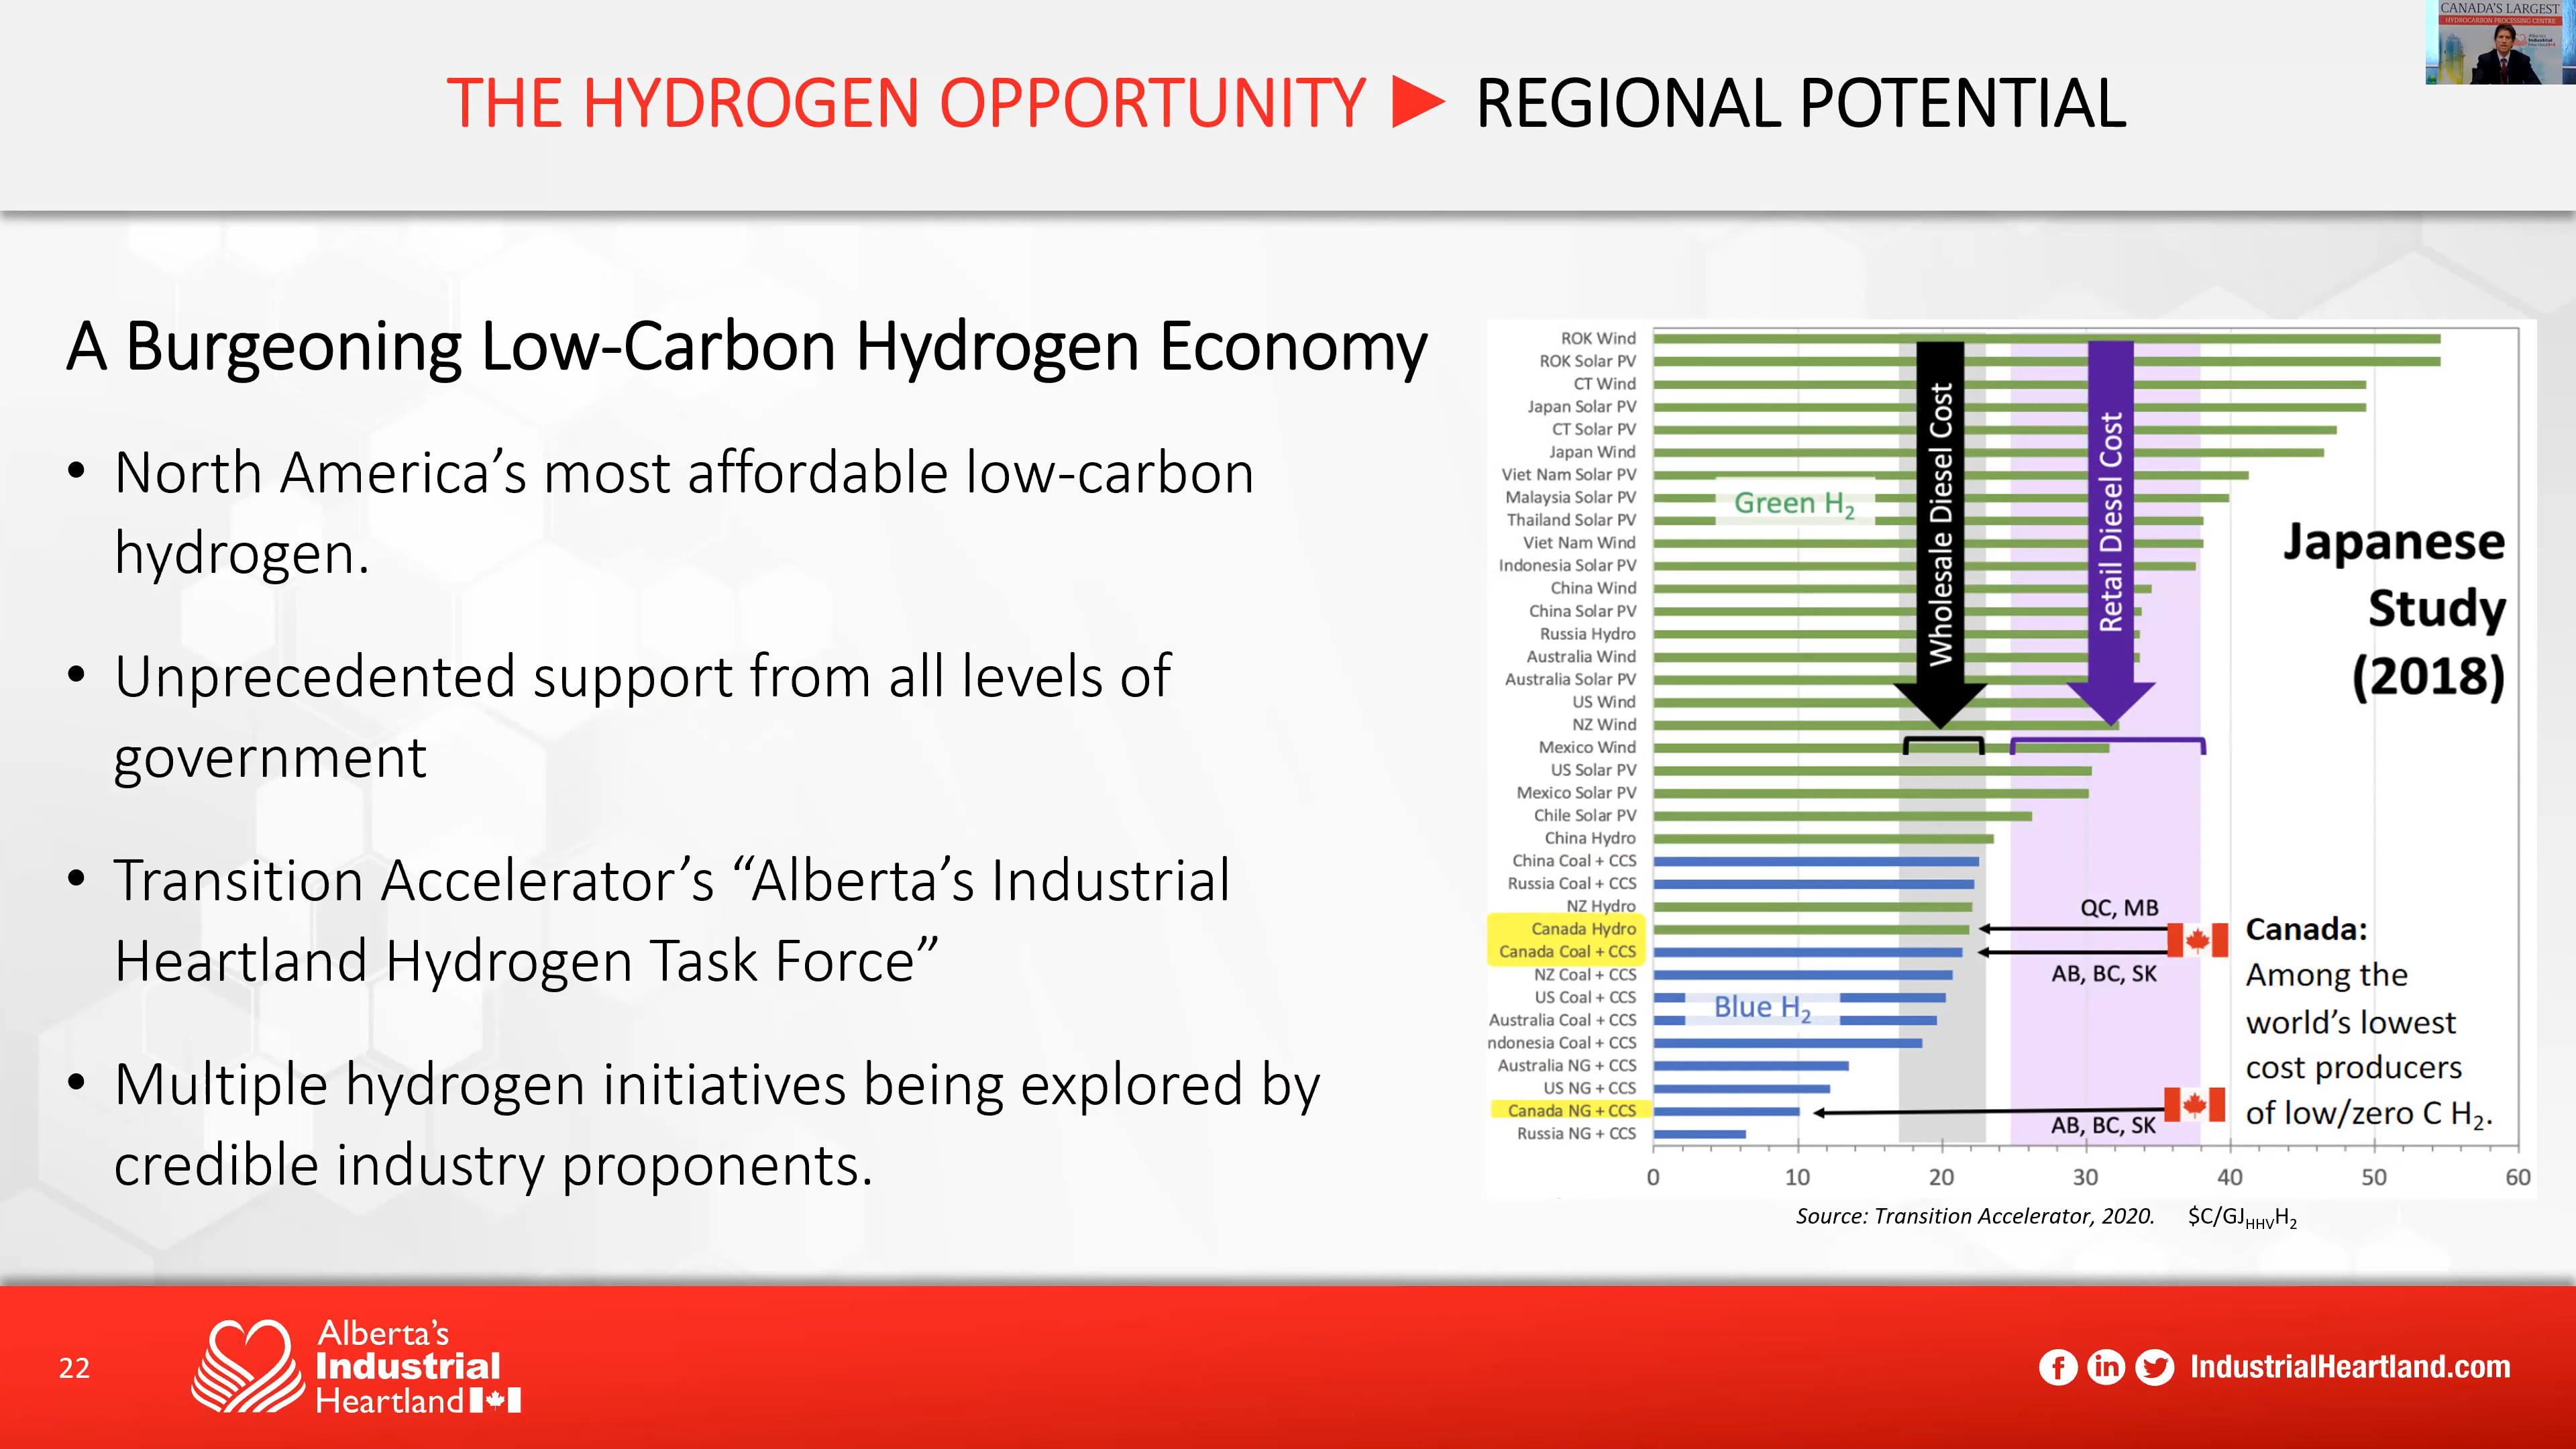 CANADA'S LARGEST
HYDROCARBON PROCESSING CENTRE
THE HYDROGEN OPPORTUNITY ▶ REGIONAL POTENTIAL
A Burgeoning Low-Carbon Hydrogen Economy
• North America's most affordable low-carbon
hydrogen.
• Unprecedented support from all levels of
government
• Transition Accelerator's “Alberta's Industrial
Heartland Hydrogen Task Force”
• Multiple hydrogen initiatives being explored by
credible industry proponents.
ROK Wind
ROK Solar PV
CT Wind
Japan Solar PV
CT Solar PV
Japan Wind
Viet Nam Solar PV
Malaysia Solar PV
Thailand Solar PV
Viet Nam Wind
Indonesia Solar PV
China Wind
China Solar PV
Russia Hydro
Australia Wind
Australia Solar PV
US Wind
NZ Wind
Mexico Wind
US Solar PV
Mexico Solar PV
Chile Solar PV
China Hydro
China Coal + CCS
Russia Coal + CCS
NZ Hydro
Canada Hydro
Canada Coal + CCS
NZ Coal + CCS
US Coal + CCS
Australia Coal + CCS
ndonesia Coal + CCS
Australia NG + CCS
US NG + CCS
Canada NG + CCS
Russia NG + CCS
Green H2
Blue H2
Wholesale Diesel Cost
Retail Diesel Cost
Japanese
Study
(2018)
QC, MB
AB, BC, SK
AB, BC, SK
Canada:
Among the
world's lowest
cost producers
of low/zero C H2.
0 10 20 30 40 50 60
Source: Transition Accelerator, 2020. $C/GJHHVH2
22
Alberta's
Industrial
Heartland
IndustrialHeartland.com